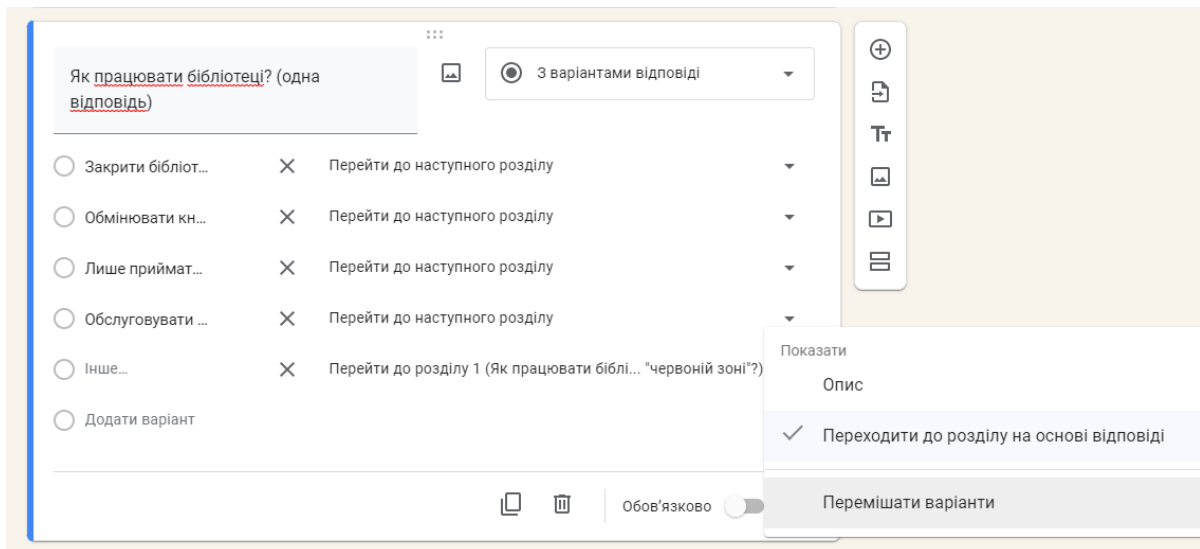 Як працювати бібліотеці? (одна
відповідь)
З варіантами відповіді
Закрити бібліот...
Перейти до наступного розділу
Обмінювати кн...
Перейти до наступного розділу
Лише приймат...
Перейти до наступного розділу
Обслуговувати ...
Перейти до наступного розділу
Інше...
Перейти до розділу 1 (Як працювати біблі... "червоній зоні"?)
Додати варіант
Обов'язково
Показати
Опис
Переходити до розділу на основі відповіді
Перемішати варіанти
Тт